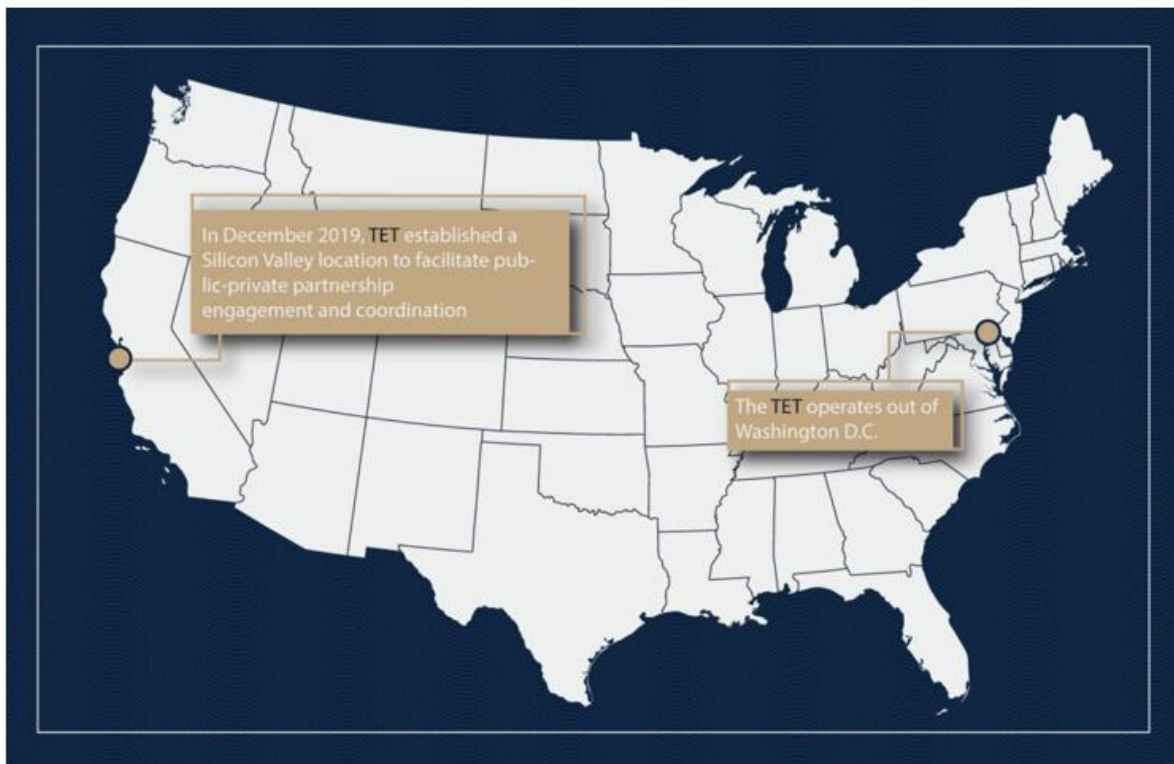 In December 2019, TET established a
Silicon Valley location to facilitate pub-
lic-private partnership
engagement and coordination
The TET operates out of
Washington D.C.